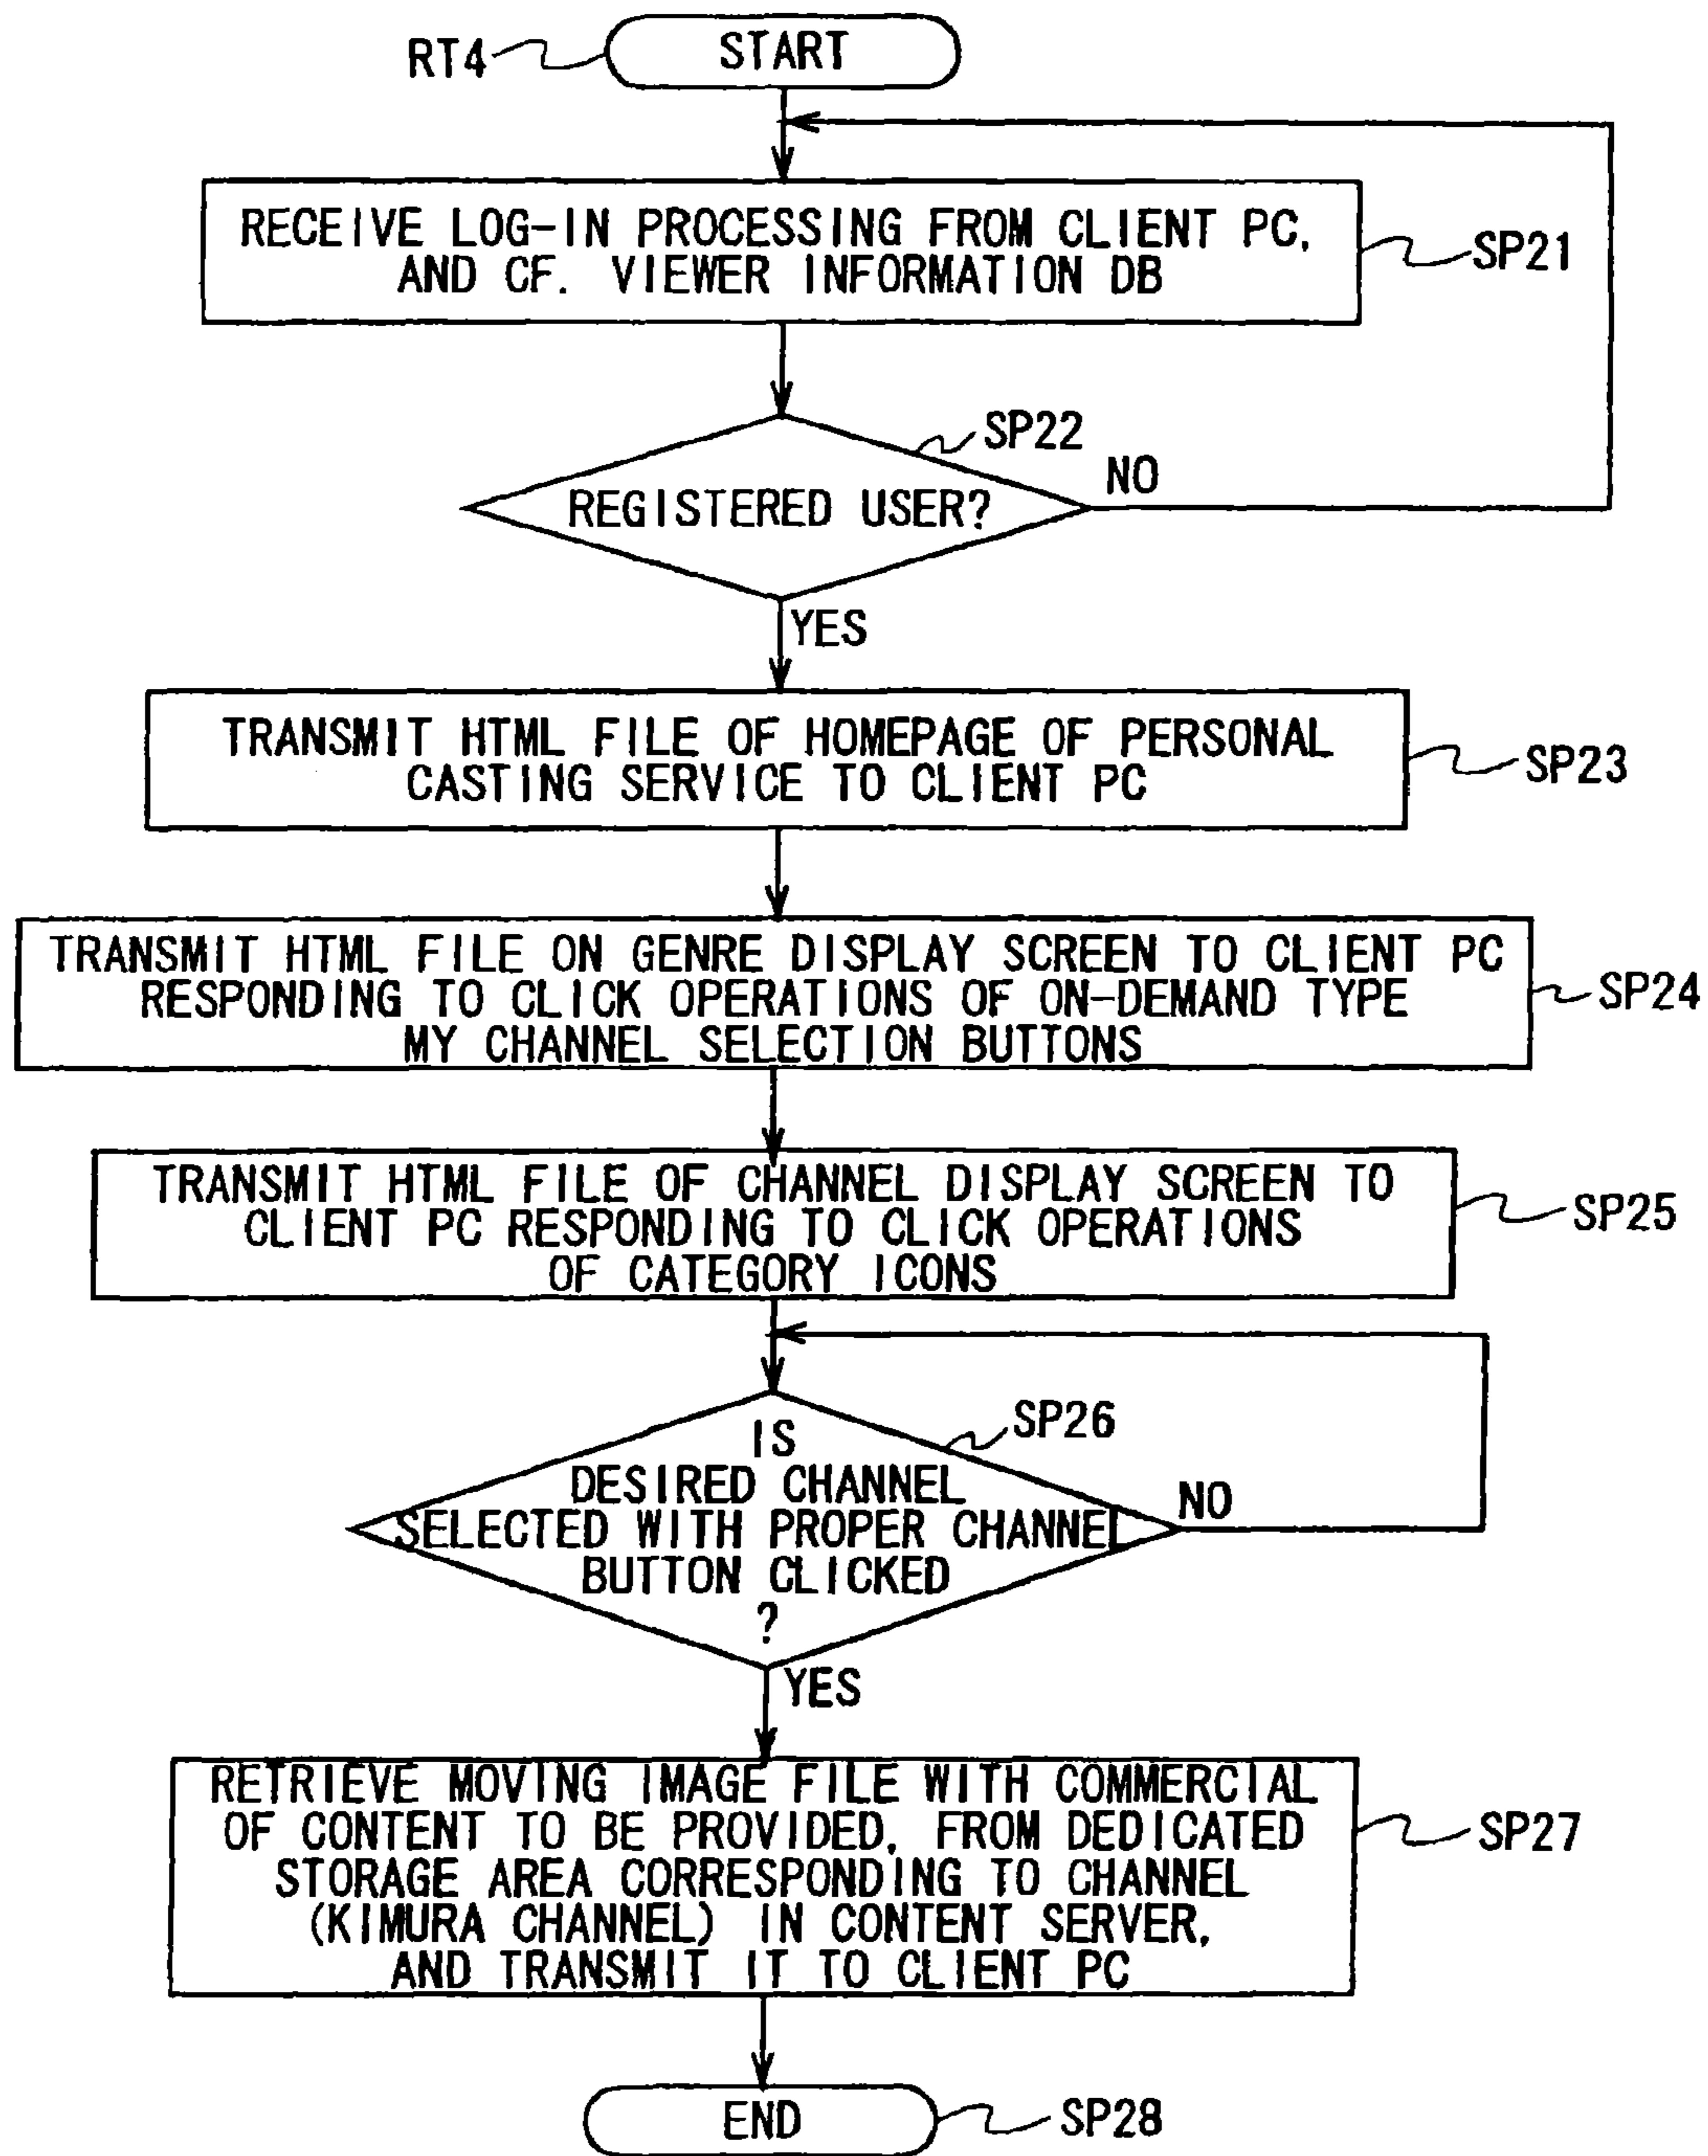 RT4
START
RECEIVE LOG-IN PROCESSING FROM CLIENT PC,
AND CF. VIEWER INFORMATION DB
SP21
SP22
REGISTERED USER?
NO
YES
TRANSMIT HTML FILE OF HOMEPAGE OF PERSONAL
CASTING SERVICE TO CLIENT PC
SP23
TRANSMIT HTML FILE ON GENRE DISPLAY SCREEN TO CLIENT PC
RESPONDING TO CLICK OPERATIONS OF ON-DEMAND TYPE
MY CHANNEL SELECTION BUTTONS
SP24
TRANSMIT HTML FILE OF CHANNEL DISPLAY SCREEN TO
CLIENT PC RESPONDING TO CLICK OPERATIONS
OF CATEGORY ICONS
SP25
SP26
IS
DESIRED CHANNEL
SELECTED WITH PROPER CHANNEL
BUTTON CLICKED
?
NO
YES
RETRIEVE MOVING IMAGE FILE WITH COMMERCIAL
OF CONTENT TO BE PROVIDED, FROM DEDICATED
STORAGE AREA CORRESPONDING TO CHANNEL
(KIMURA CHANNEL) IN CONTENT SERVER,
AND TRANSMIT IT TO CLIENT PC
SP27
END
SP28